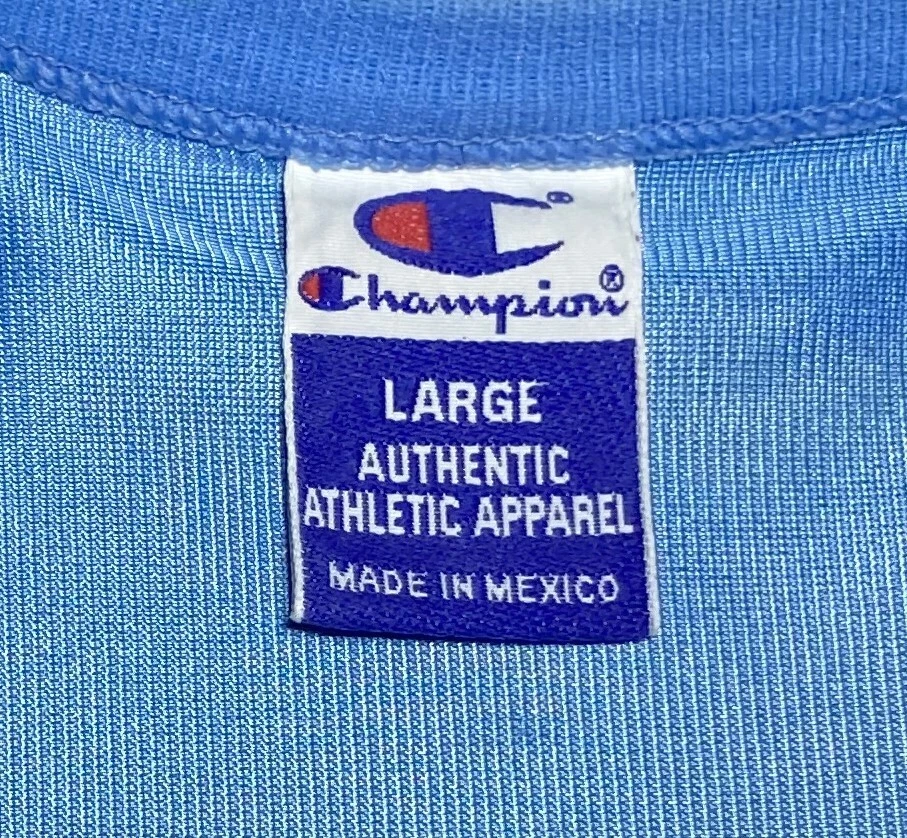 Champion®
LARGE
AUTHENTIC
ATHLETIC APPAREL
MADE IN MEXICO